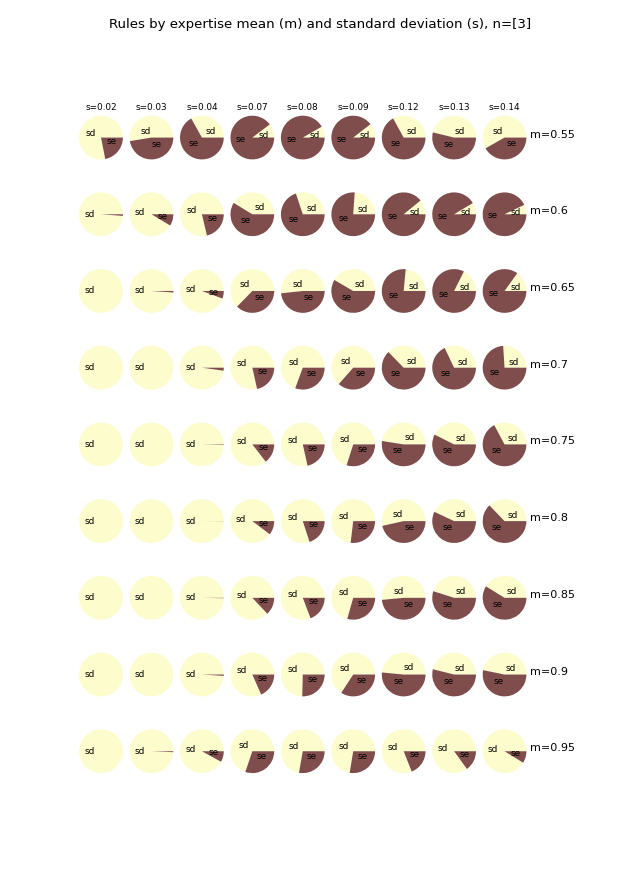 Rules by expertise mean (m) and standard deviation (s), n=[3]
s=0.02 s=0.03 s=0.04 s=0.07 s=0.08 s=0.09 s=0.12 s=0.13 s=0.14
sd se sd se sd se sd se sd se sd se sd se sd se sd se m=0.55
sd sd se sd se sd se sd se sd se sd se sd se sd se m=0.6
sd sd sd se sd se sd se sd se sd se sd se sd se m=0.65
sd sd sd sd se sd se sd se sd se sd se sd se m=0.7
sd sd sd sd se sd se sd se sd se sd se sd se m=0.75
sd sd sd sd se sd se sd se sd se sd se sd se m=0.8
sd sd sd sd se sd se sd se sd se sd se sd se m=0.85
sd sd sd sd se sd se sd se sd se sd se sd se m=0.9
sd sd sd se sd se sd se sd se sd se sd se sd se m=0.95